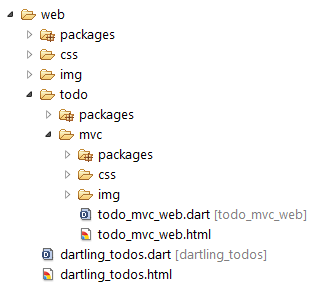 web
packages
css
img
todo
packages
mvc
packages
css
img
todo_mvc_web.dart [todo_mvc_web]
todo_mvc_web.html
dartling_todos.dart [dartling_todos]
dartling_todos.html